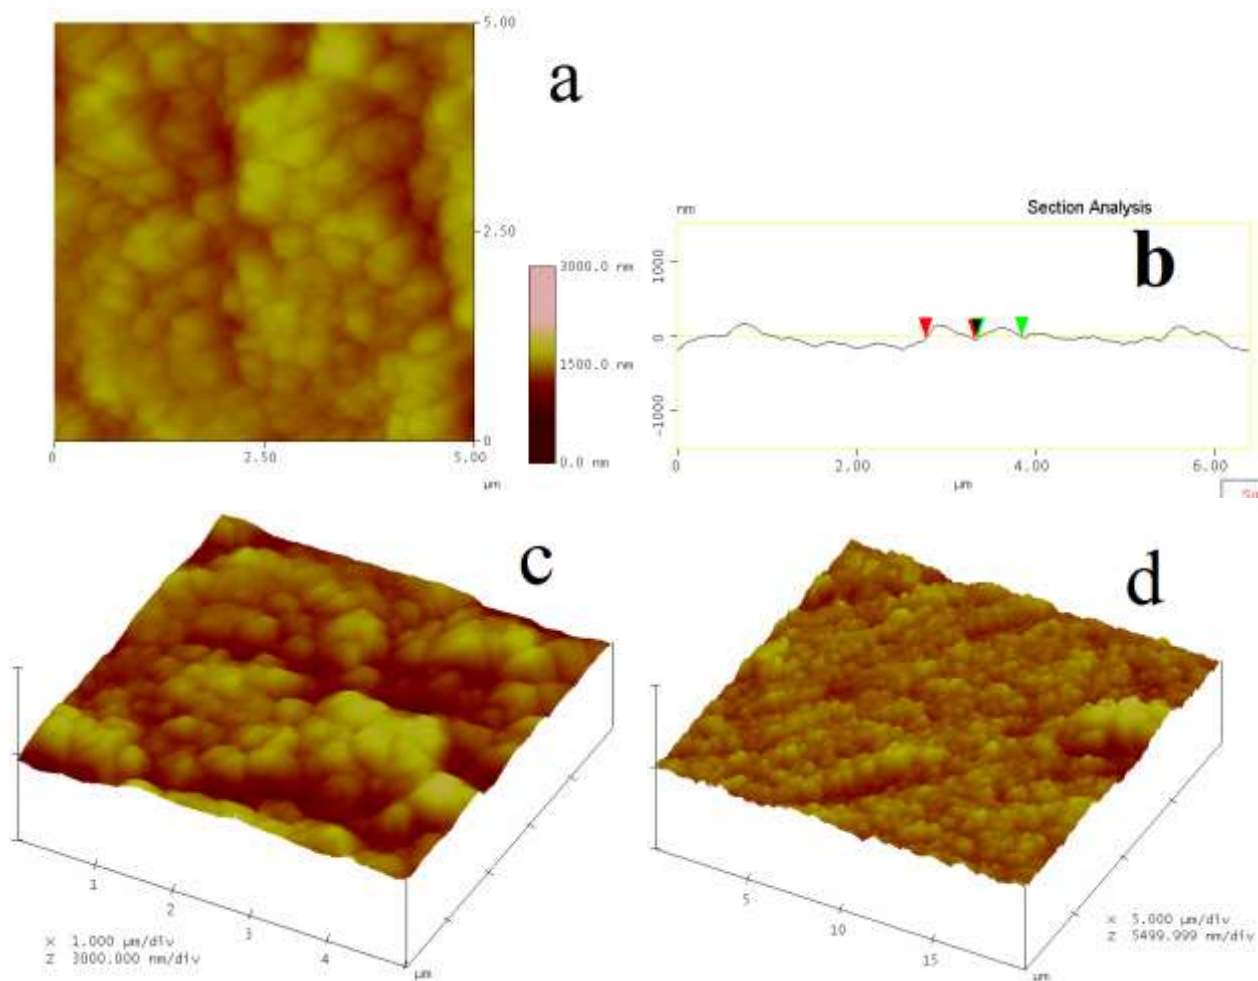 5.00
a
2.50
3000.0 nm
1500.0 nm
0.0 nm
0
0
2.50
5.00
µm
nm
Section Analysis
b
1000
0
-1000
0
2.00
4.00
6.00
µm
c
1
2
3
4
µm
X 1.000 µm/div
Z 3000.000 nm/div
d
5
10
15
µm
X 5.000 µm/div
Z 5499.999 nm/div